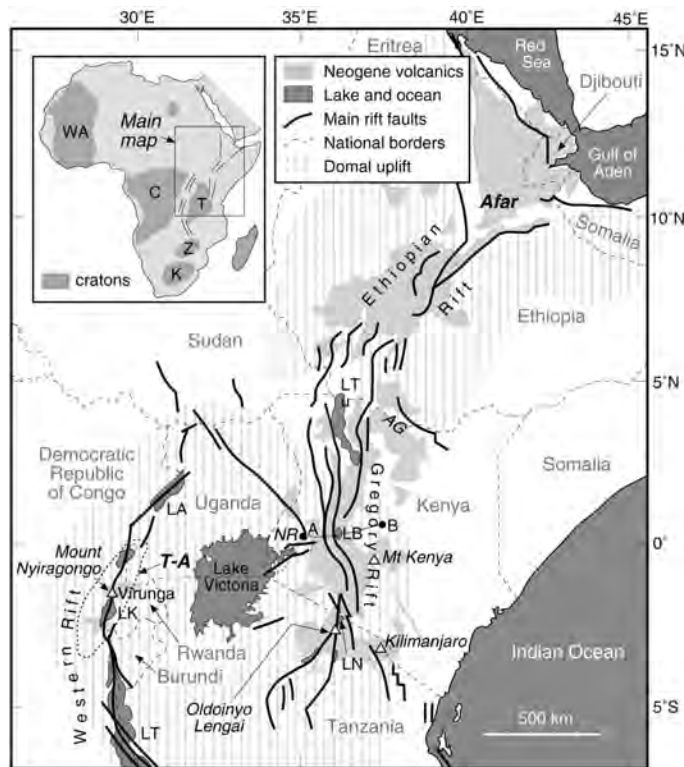 30°E
35°E
40°E
45°E
15°N
10°N
5°N
0°
5°S
WA
Main
map
C
T
Z
K
cratons
Neogene volcanics
Lake and ocean
Main rift faults
National borders
Domal uplift
Eritrea
Red
Sea
Djibouti
Gulf of
Aden
Afar
Somalia
Ethiopian
Rift
Ethiopia
Sudan
LT
u
AG
Democratic
Republic
of Congo
Uganda
Kenya
Somalia
LA
NR
A
LB
B
Gregory
Rift
Mount
Nyiragongo
T-A
Lake
Victoria
Mt Kenya
Virunga
LK
Western Rift
Rwanda
Burundi
Kilimanjaro
Indian Ocean
LN
Oldoinyo
Lengai
LT
Tanzania
500 km